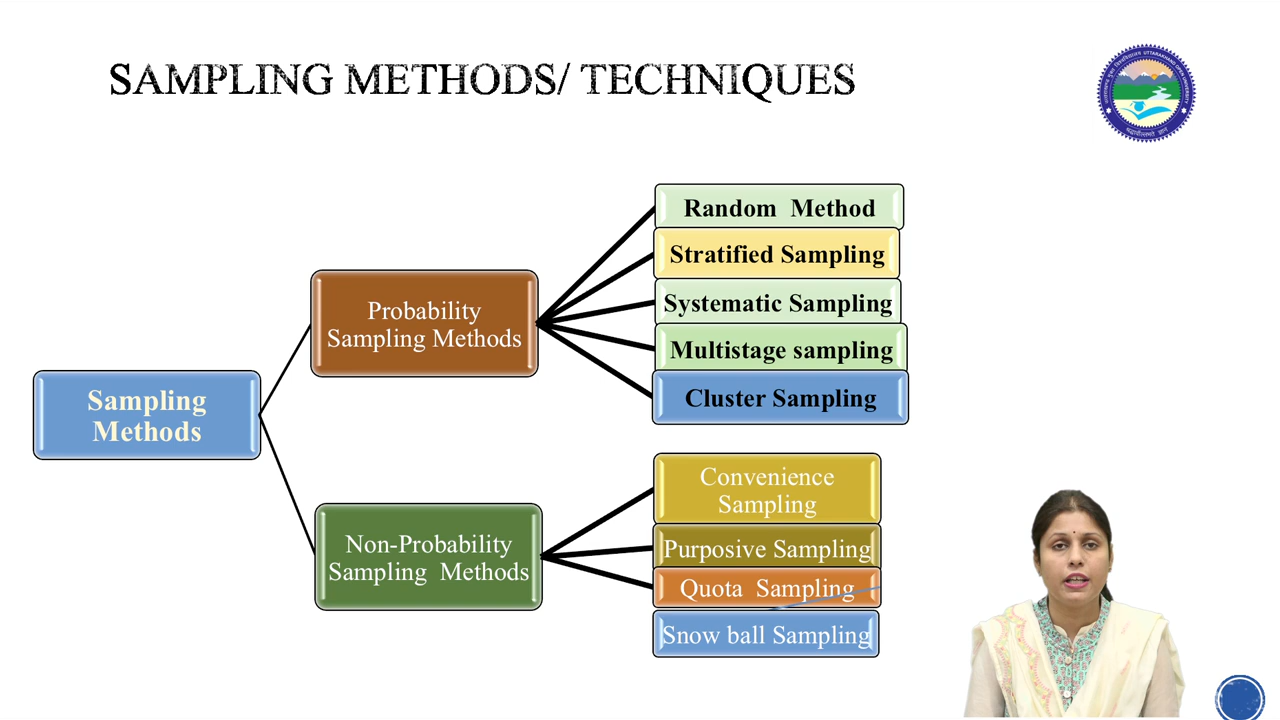 SAMPLING METHODS/ TECHNIQUES
Random Method
Stratified Sampling
Systematic Sampling
Multistage sampling
Cluster Sampling
Probability
Sampling Methods
Sampling
Methods
Non-Probability
Sampling Methods
Convenience
Sampling
Purposive Sampling
Quota Sampling
Snow ball Sampling